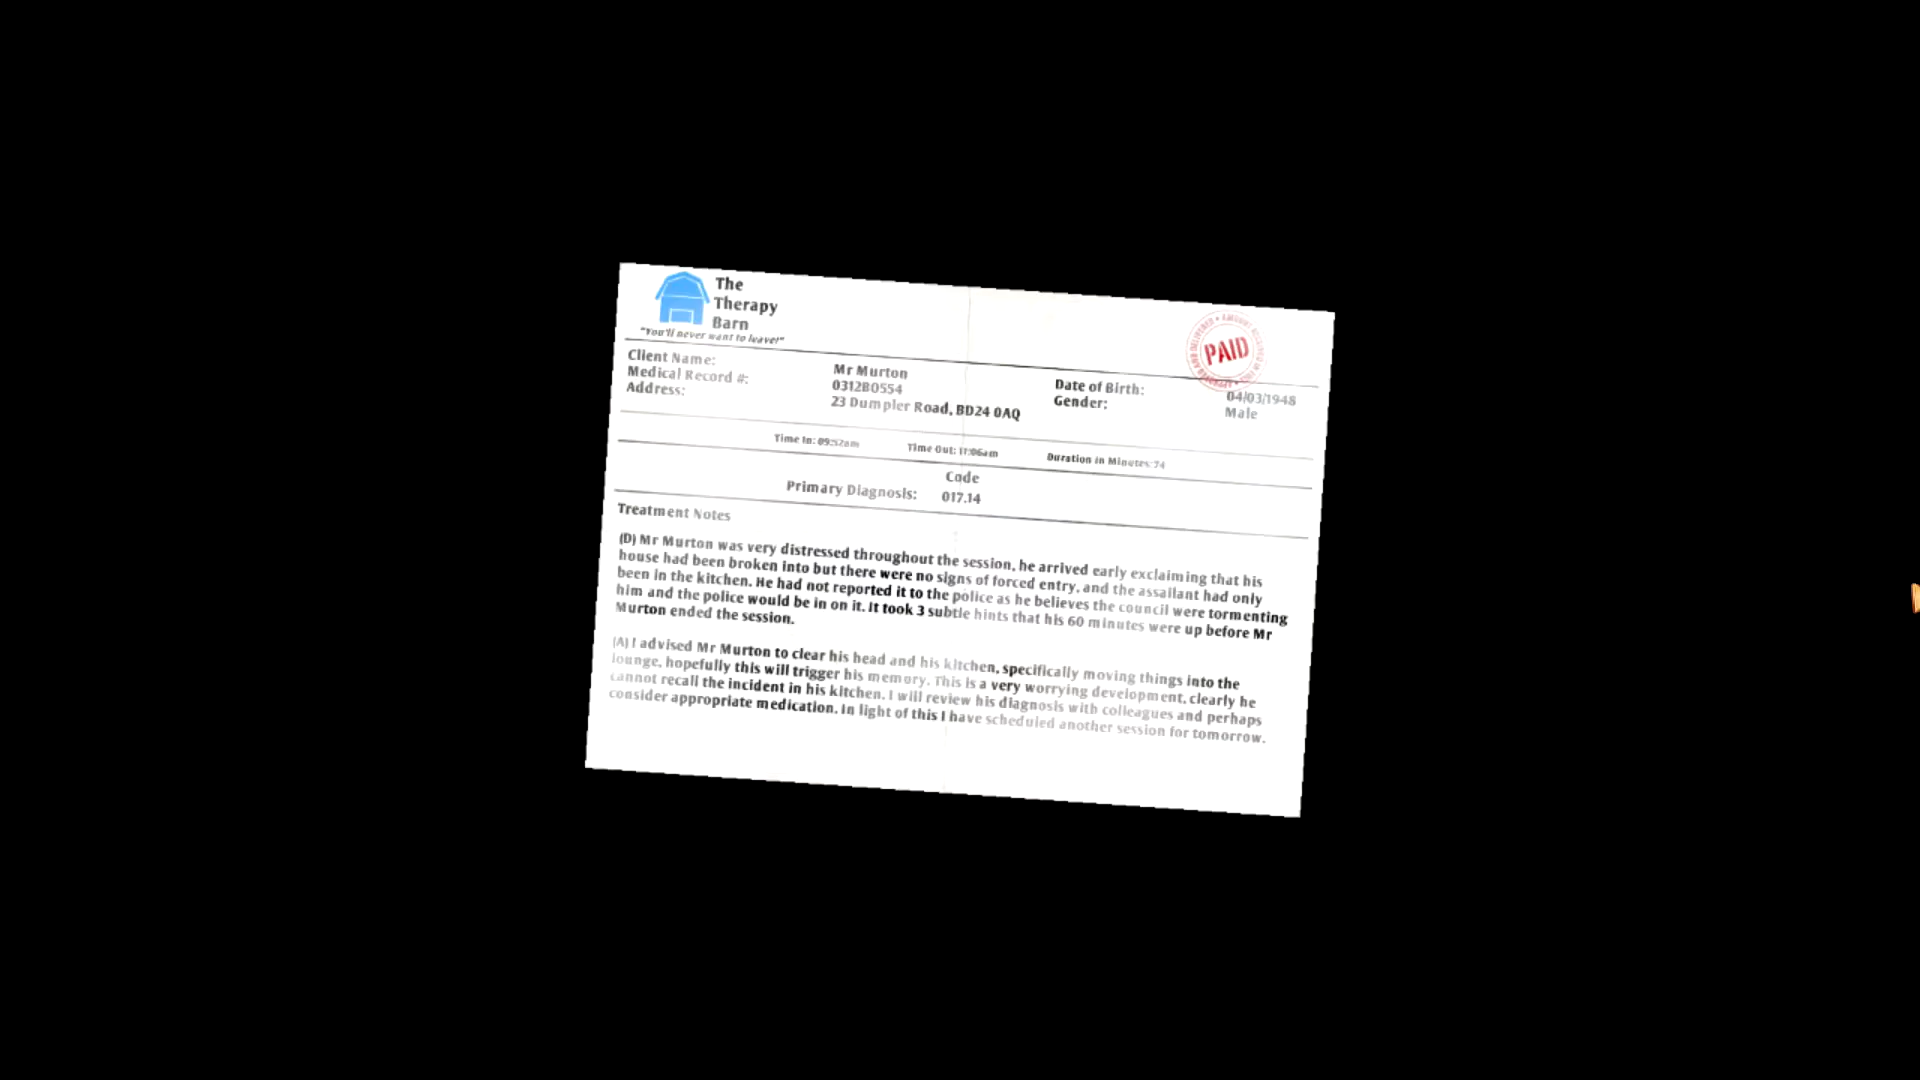 The
Therapy
Barn
"You'll never want to leave!"
PAID
Client Name: Mr Murton Date of Birth: 04/03/1948
Medical Record #: 0312B0554 Gender: Male
Address: 23 Dumpler Road, BD24 0AQ
Time In: 09:52am Time Out: 11:06am Duration in Minutes: 74
Code
Primary Diagnosis: 017.14
Treatment Notes
(D) Mr Murton was very distressed throughout the session, he arrived early exclaiming that his
house had been broken into but there were no signs of forced entry, and the assailant had only
been in the kitchen. He had not reported it to the police as he believes the council were tormenting
him and the police would be in on it. It took 3 subtle hints that his 60 minutes were up before Mr
Murton ended the session.
(A) I advised Mr Murton to clear his head and his kitchen, specifically moving things into the
lounge, hopefully this will trigger his memory. This is a very worrying development, clearly he
cannot recall the incident in his kitchen. I will review his diagnosis with colleagues and perhaps
consider appropriate medication. In light of this I have scheduled another session for tomorrow.